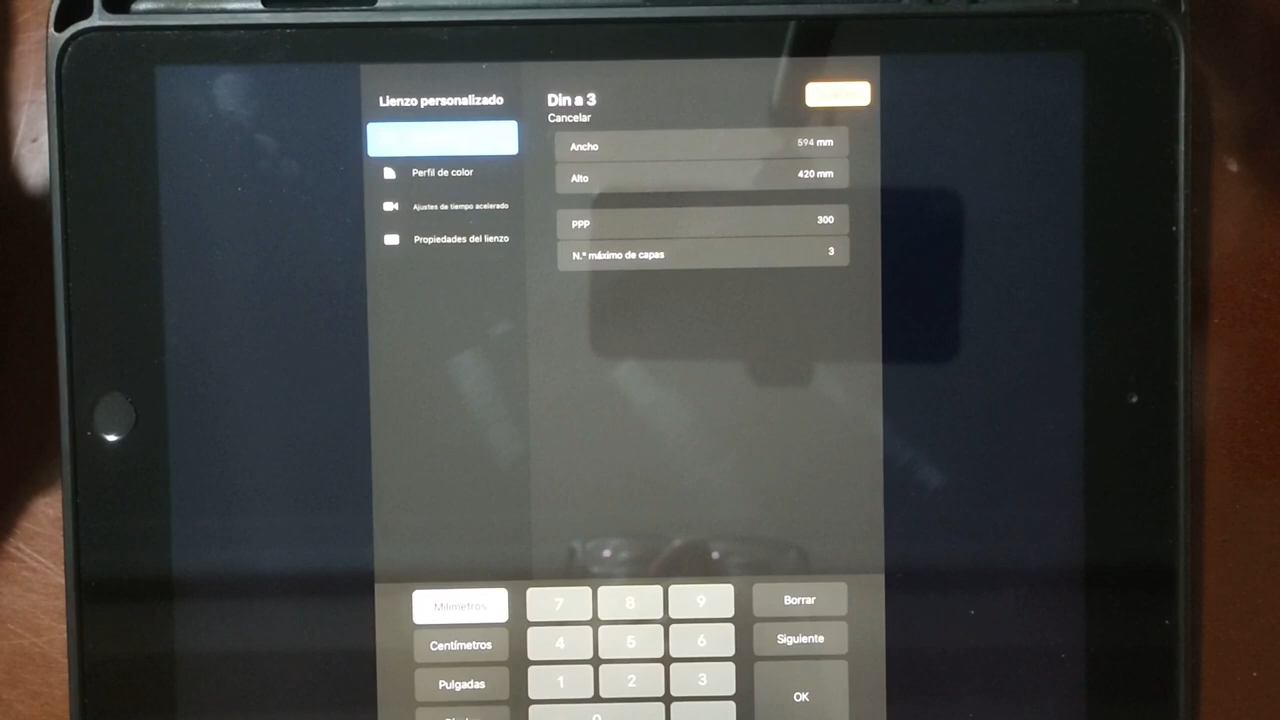 Lienzo personalizado
Din a 3
Cancelar
Ancho 594 mm
Perfil de color
Alto 420 mm
Ajustes de tiempo acelerado
PPP 300
Propiedades del lienzo
N.º máximo de capas 3
Milímetros 7 8 9 Borrar
Centímetros 4 5 6 Siguiente
Pulgadas 1 2 3 OK